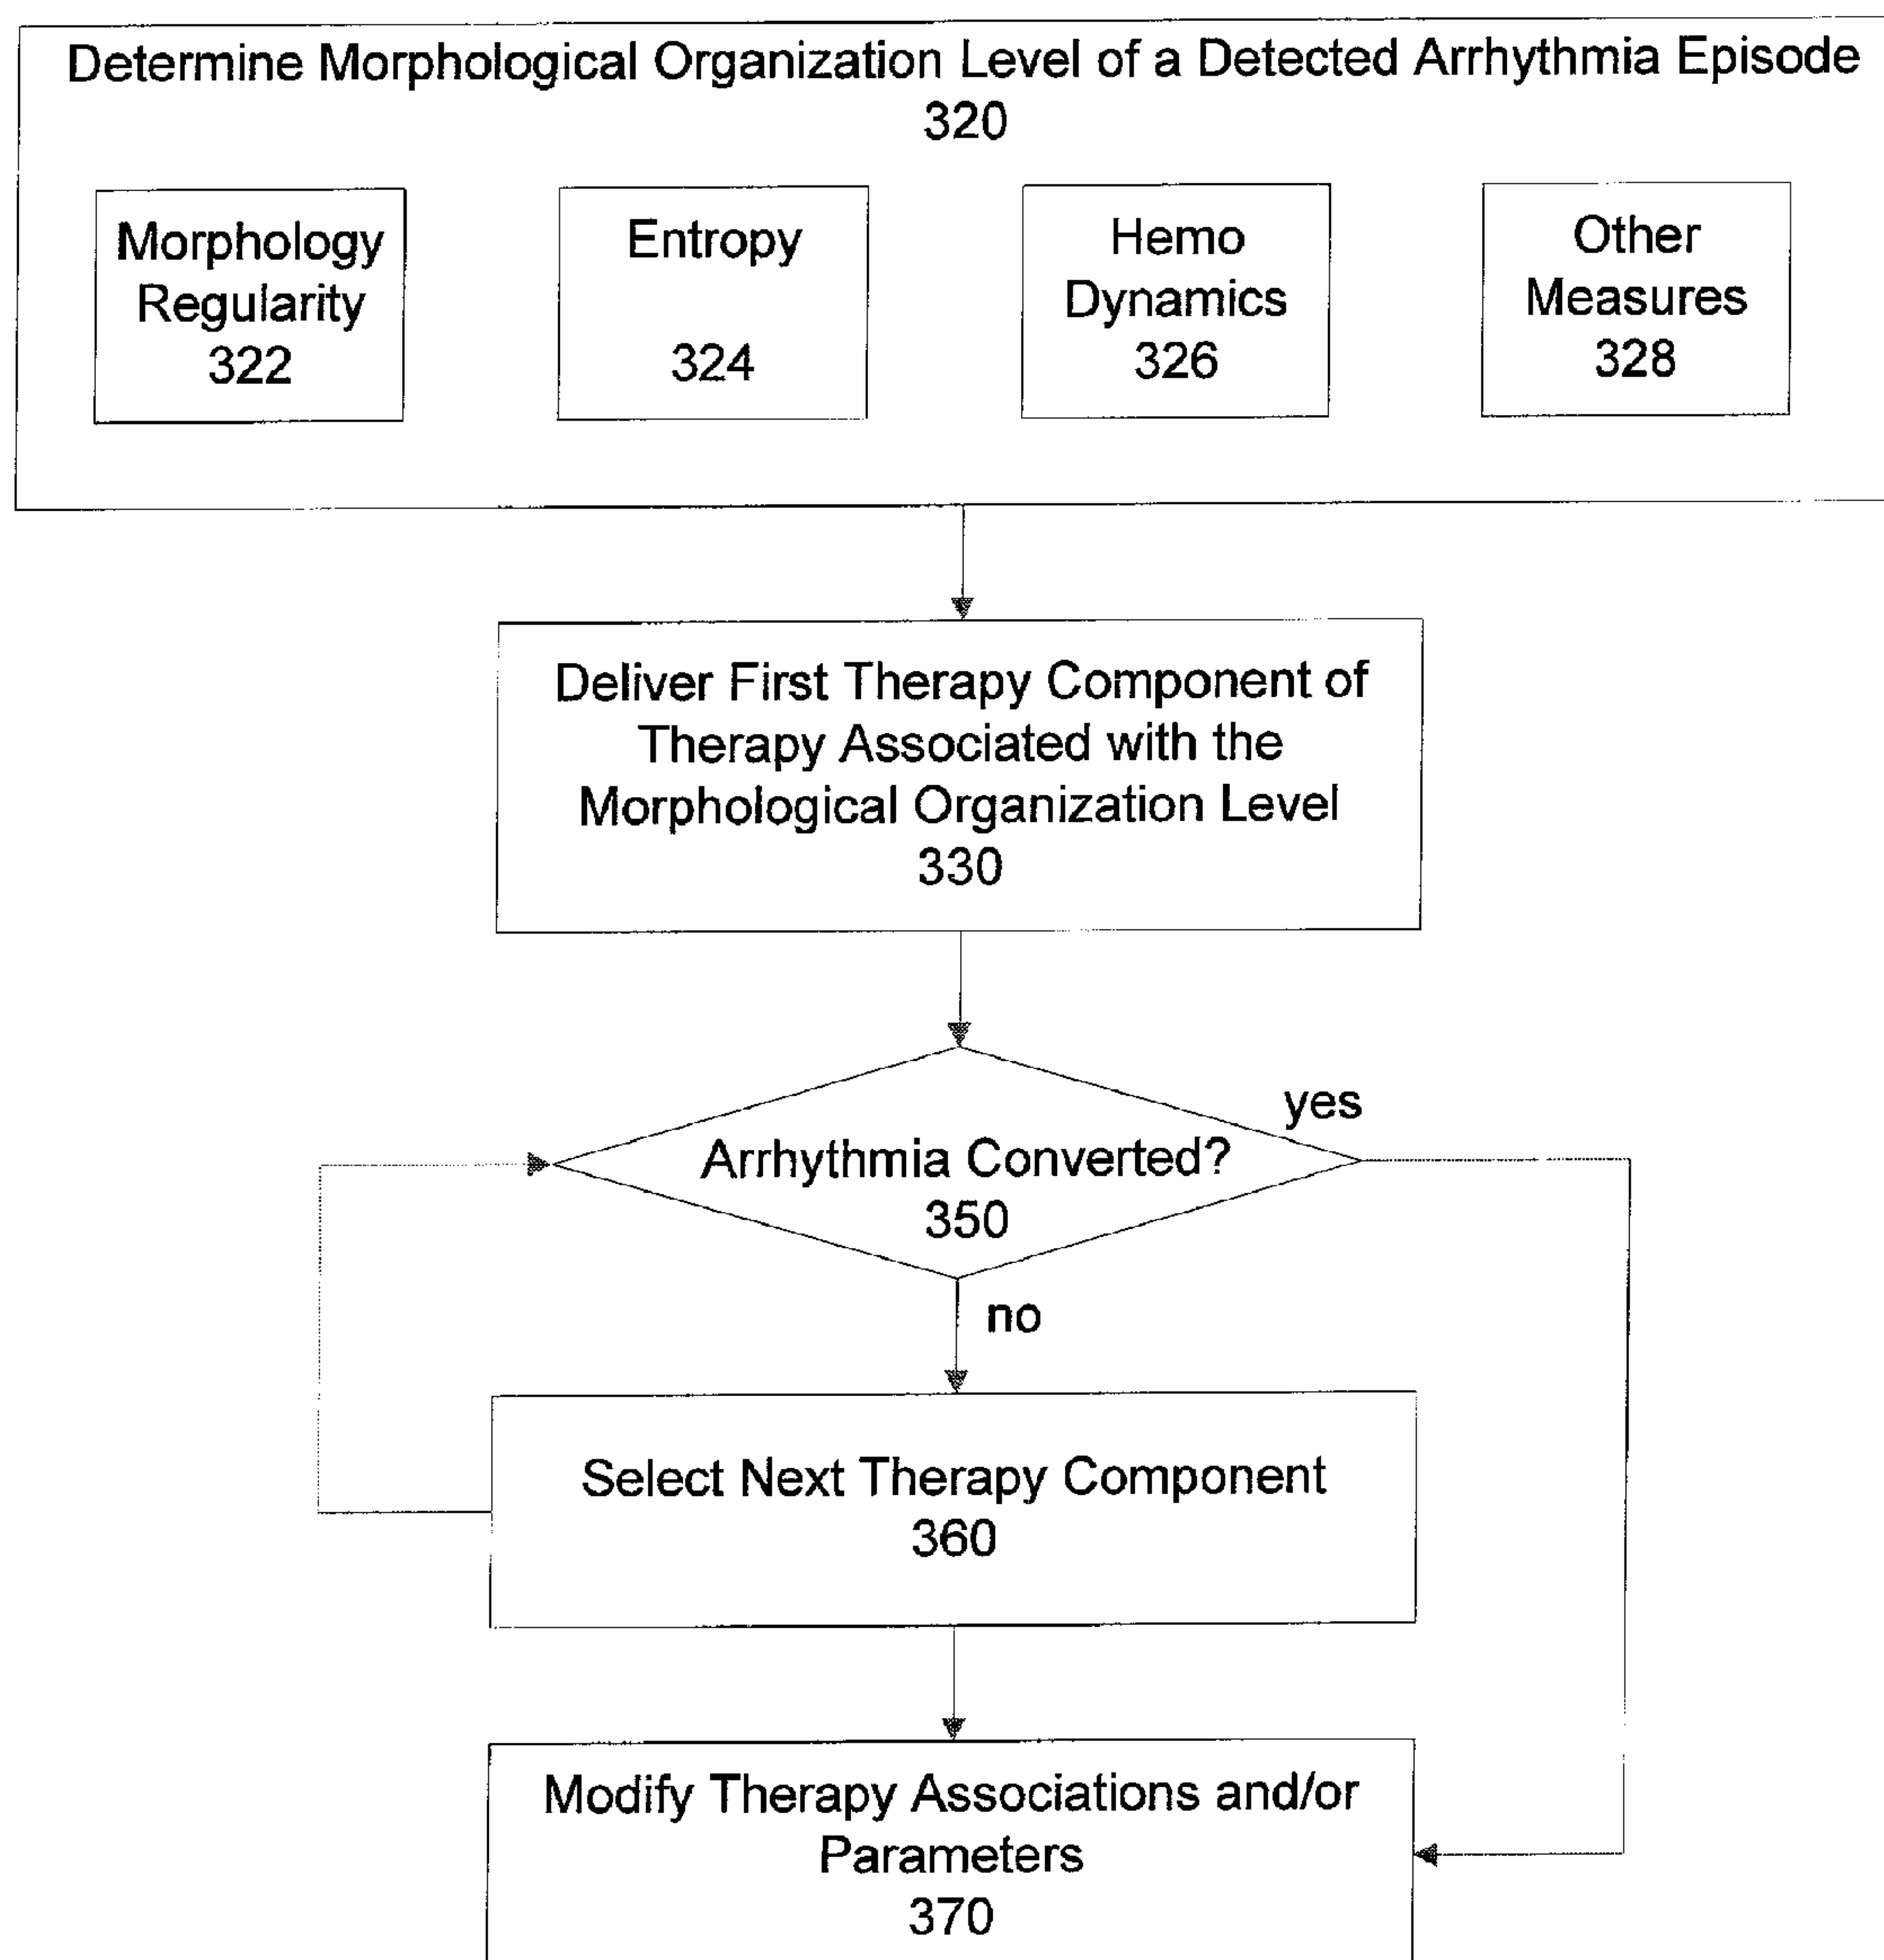 Determine Morphological Organization Level of a Detected Arrhythmia Episode
320
Morphology
Regularity
322
Entropy
324
Hemo
Dynamics
326
Other
Measures
328
Deliver First Therapy Component of
Therapy Associated with the
Morphological Organization Level
330
Arrhythmia Converted?
350
yes
no
Select Next Therapy Component
360
Modify Therapy Associations and/or
Parameters
370